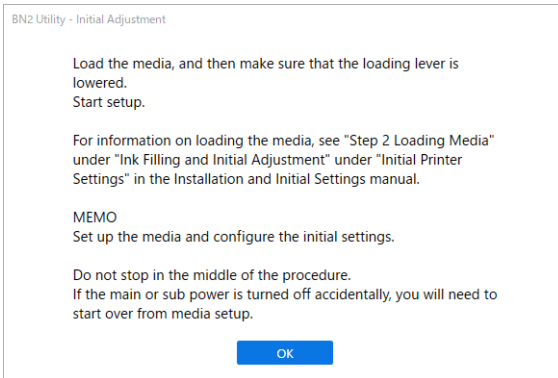 BN2 Utility - Initial Adjustment
Load the media, and then make sure that the loading lever is
lowered.
Start setup.
For information on loading the media, see "Step 2 Loading Media"
under "Ink Filling and Initial Adjustment" under "Initial Printer
Settings" in the Installation and Initial Settings manual.
MEMO
Set up the media and configure the initial settings.
Do not stop in the middle of the procedure.
If the main or sub power is turned off accidentally, you will need to
start over from media setup.
OK